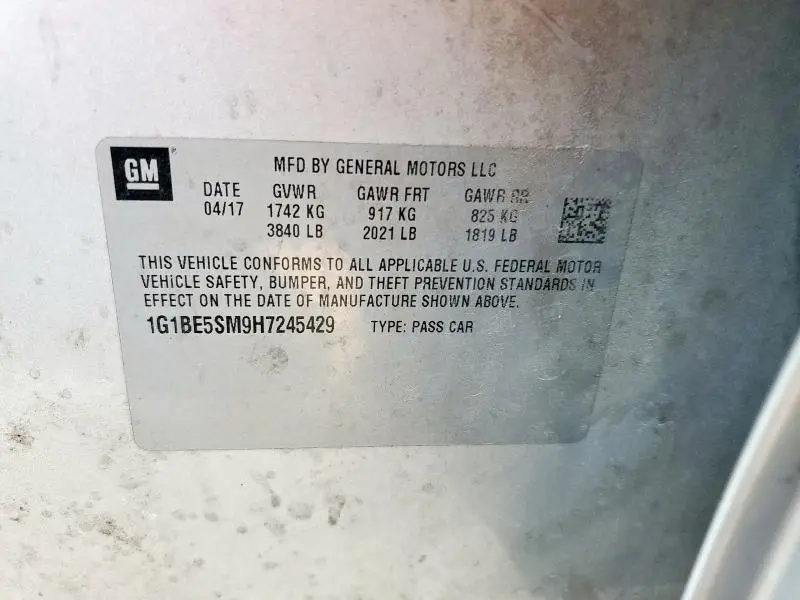 GM
MFD BY GENERAL MOTORS LLC
DATE GVWR GAWR FRT GAWR RR
04/17 1742 KG 917 KG 825 KG
3840 LB 2021 LB 1819 LB
THIS VEHICLE CONFORMS TO ALL APPLICABLE U.S. FEDERAL MOTOR
VEHICLE SAFETY, BUMPER, AND THEFT PREVENTION STANDARDS IN
EFFECT ON THE DATE OF MANUFACTURE SHOWN ABOVE.
1G1BE5SM9H7245429 TYPE: PASS CAR